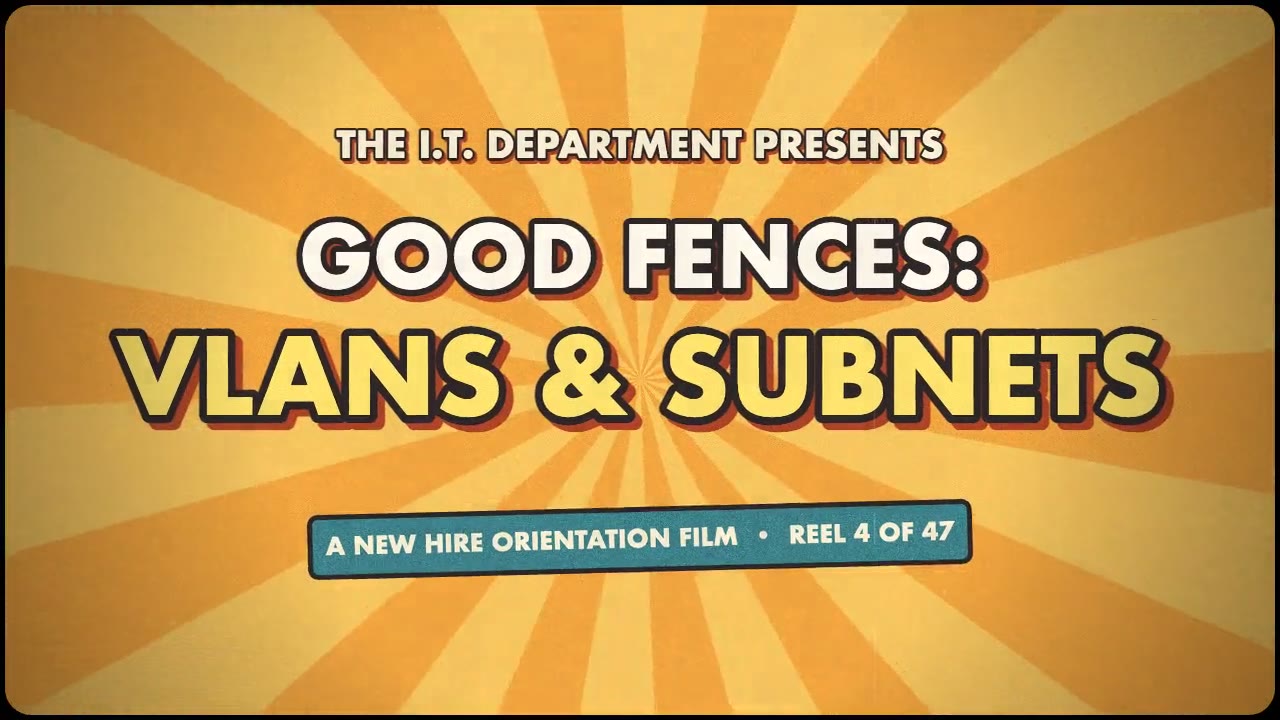 THE I.T. DEPARTMENT PRESENTS
GOOD FENCES:
VLANS & SUBNETS
A NEW HIRE ORIENTATION FILM • REEL 4 OF 47